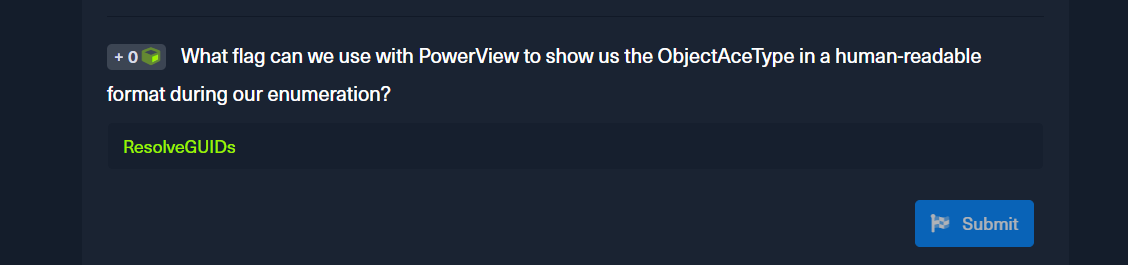 + 0 What flag can we use with PowerView to show us the ObjectAceType in a human-readable
format during our enumeration?
ResolveGUIDs
Submit